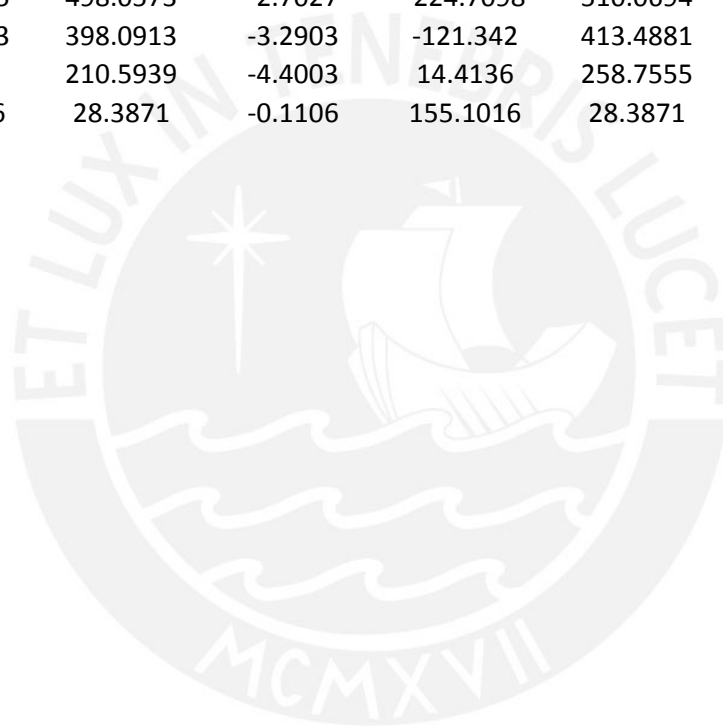 398.0913 -3.2903 -121.342 413.4881
210.5939 -4.4003 14.4136 258.7555
28.3871 -0.1106 155.1016 28.3871
ET LUX IN TENEBRIS LUCET
MCMXVII